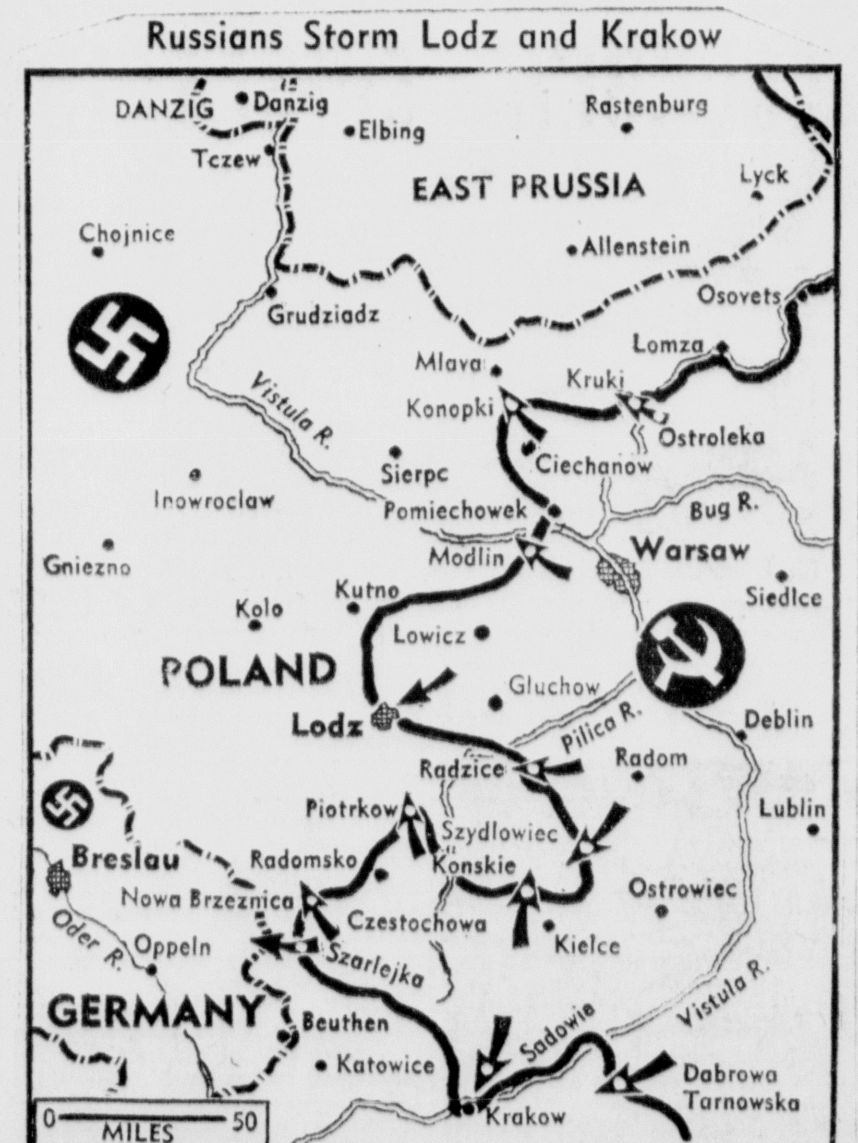 Russians Storm Lodz and Krakow
DANZIG
Danzig
Rastenburg
Elbing
Tczew
EAST PRUSSIA
Lyck
Chojnice
Allenstein
Osovets
Grudziadz
Lomza
Mlava
Kruki
Konopki
Vistula R.
Ostroleka
Sierpc
Ciechanow
Inowroclaw
Pomiechowek
Bug R.
Modlin
Warsaw
Gniezno
Kutno
Siedlce
Kolo
Lowicz
POLAND
Gluchow
Lodz
Pilica R.
Deblin
Radzice
Radom
Piotrkow
Szydlowiec
Lublin
Breslau
Radomsko
Konskie
Nowa Brzeznica
Ostrowiec
Czestochowa
Oder R.
Oppeln
Kielce
Szarlejka
Vistula R.
GERMANY
Beuthen
Sadowie
Katowice
Dabrowa
Tarnowska
Krakow
0 50
MILES